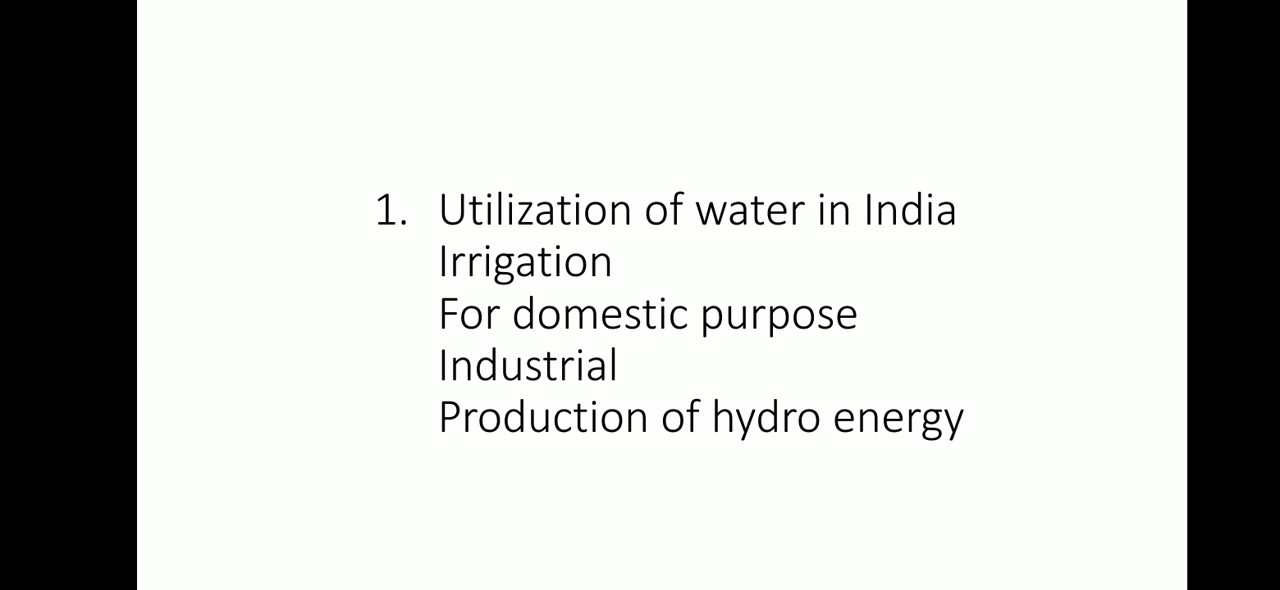 1. Utilization of water in India
Irrigation
For domestic purpose
Industrial
Production of hydro energy